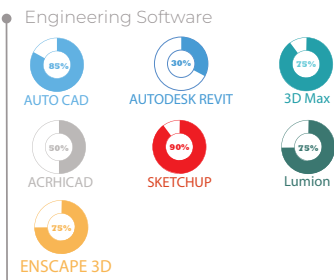 Engineering Software
85% 30% 75%
AUTO CAD AUTODESK REVIT 3D Max
50% 90% 75%
ACRHICAD SKETCHUP Lumion
75%
ENSCAPE 3D